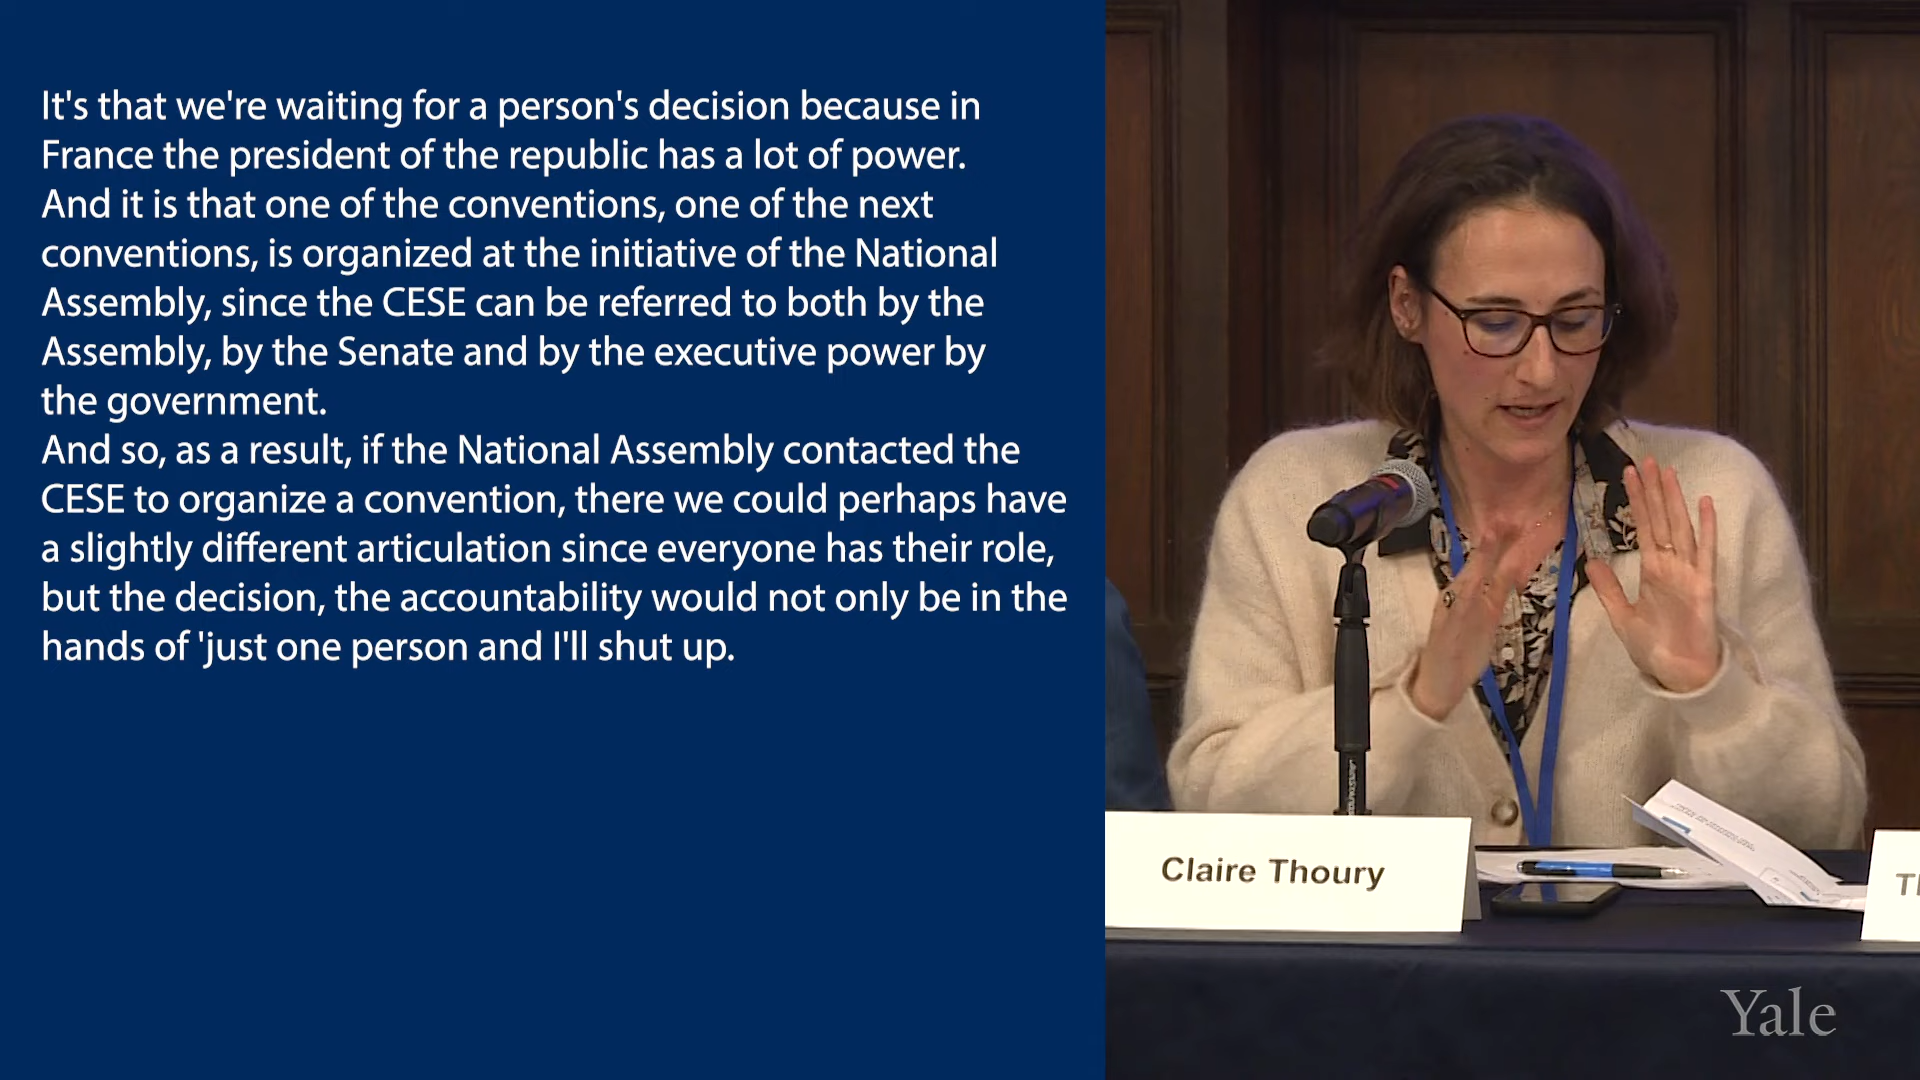 It's that we're waiting for a person's decision because in
France the president of the republic has a lot of power.
And it is that one of the conventions, one of the next
conventions, is organized at the initiative of the National
Assembly, since the CESE can be referred to both by the
Assembly, by the Senate and by the executive power by
the government.
And so, as a result, if the National Assembly contacted the
CESE to organize a convention, there we could perhaps have
a slightly different articulation since everyone has their role,
but the decision, the accountability would not only be in the
hands of 'just one person and I'll shut up.
Claire Thoury
Yale